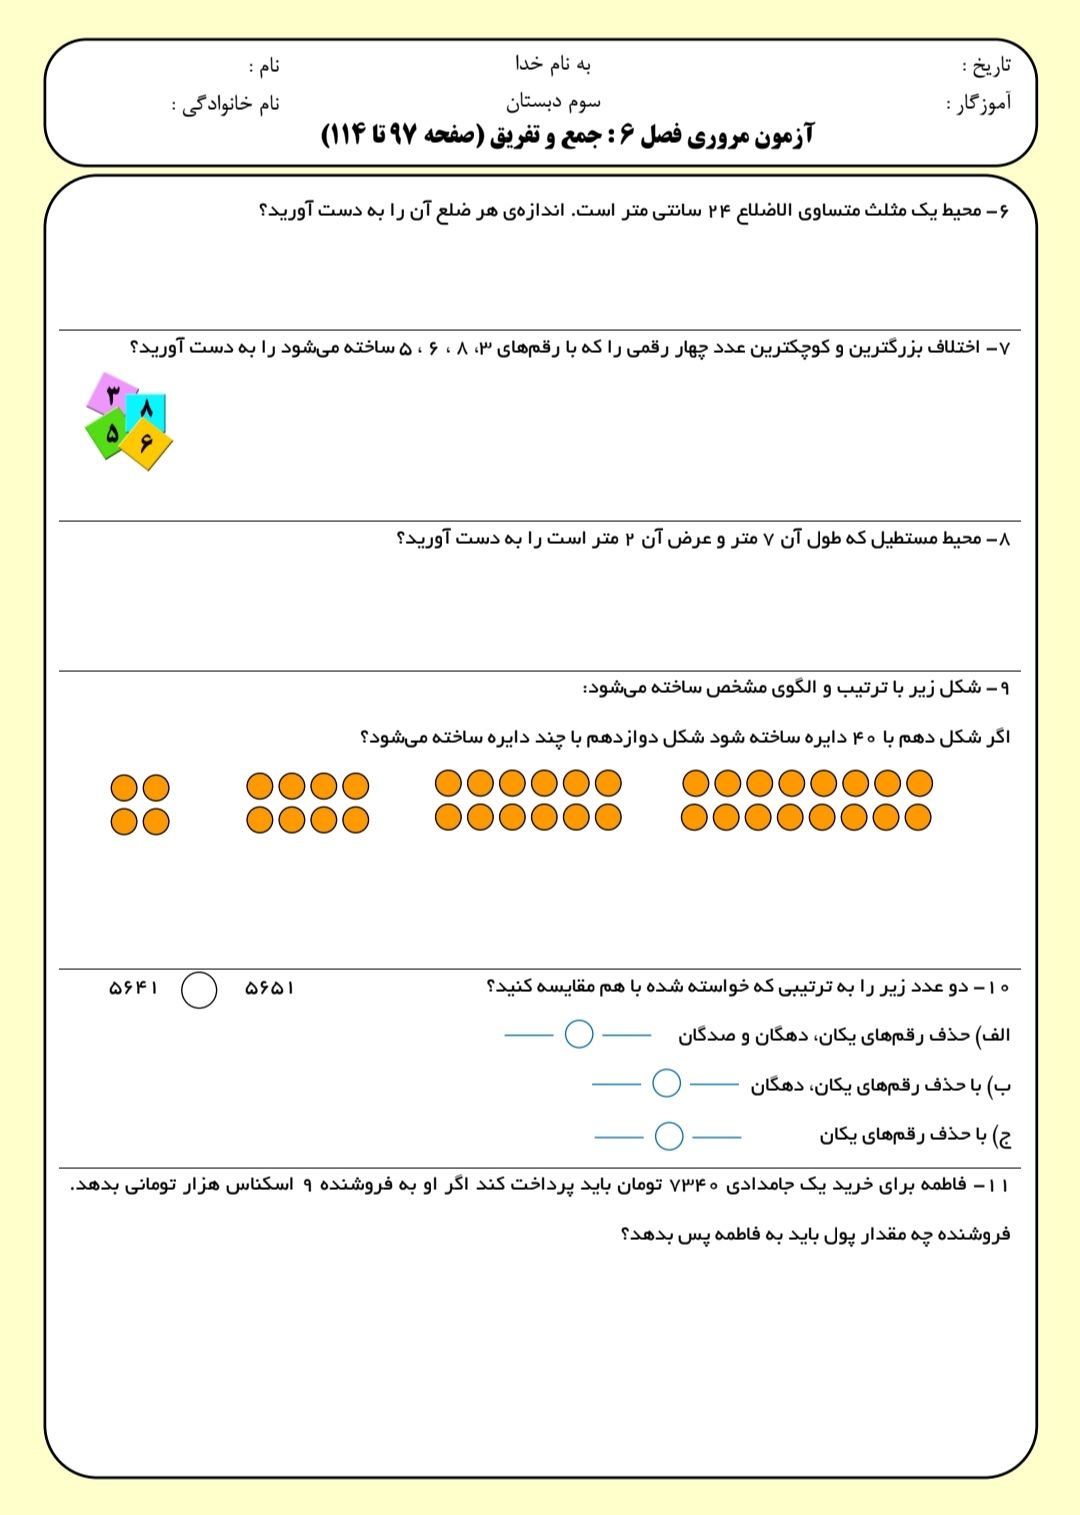 تاریخ :
به نام خدا
نام :
آموزگار :
سوم دبستان
نام خانوادگی :
آزمون مروری فصل ۶ : جمع و تفریق (صفحه ۹۷ تا ۱۱۴)
۶- محیط یک مثلث متساوی الاضلاع ۲۴ سانتی متر است. اندازه‌ی هر ضلع آن را به دست آورید؟
۷- اختلاف بزرگترین و کوچکترین عدد چهار رقمی را که با رقم‌های ۳، ۸ ، ۶ ، ۵ ساخته می‌شود را به دست آورید؟
۳
۸
۵
۶
۸- محیط مستطیل که طول آن ۷ متر و عرض آن ۲ متر است را به دست آورید؟
۹- شکل زیر با ترتیب و الگوی مشخص ساخته می‌شود:
اگر شکل دهم با ۴۰ دایره ساخته شود شکل دوازدهم با چند دایره ساخته می‌شود؟
۱۰- دو عدد زیر را به ترتیبی که خواسته شده با هم مقایسه کنید؟
۵۶۴۱ ۵۶۵۱
الف) حذف رقم‌های یکان، دهگان و صدگان
ب) با حذف رقم‌های یکان، دهگان
ج) با حذف رقم‌های یکان
۱۱- فاطمه برای خرید یک جامدادی ۷۳۴۰ تومان باید پرداخت کند اگر او به فروشنده ۹ اسکناس هزار تومانی بدهد.
فروشنده چه مقدار پول باید به فاطمه پس بدهد؟